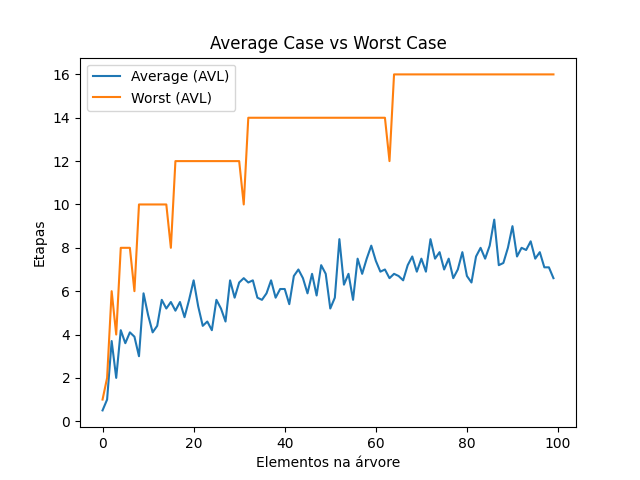 Average Case vs Worst Case
Average (AVL)
Worst (AVL)
Etapas
16
14
12
10
8
6
4
2
0
0 20 40 60 80 100
Elementos na árvore